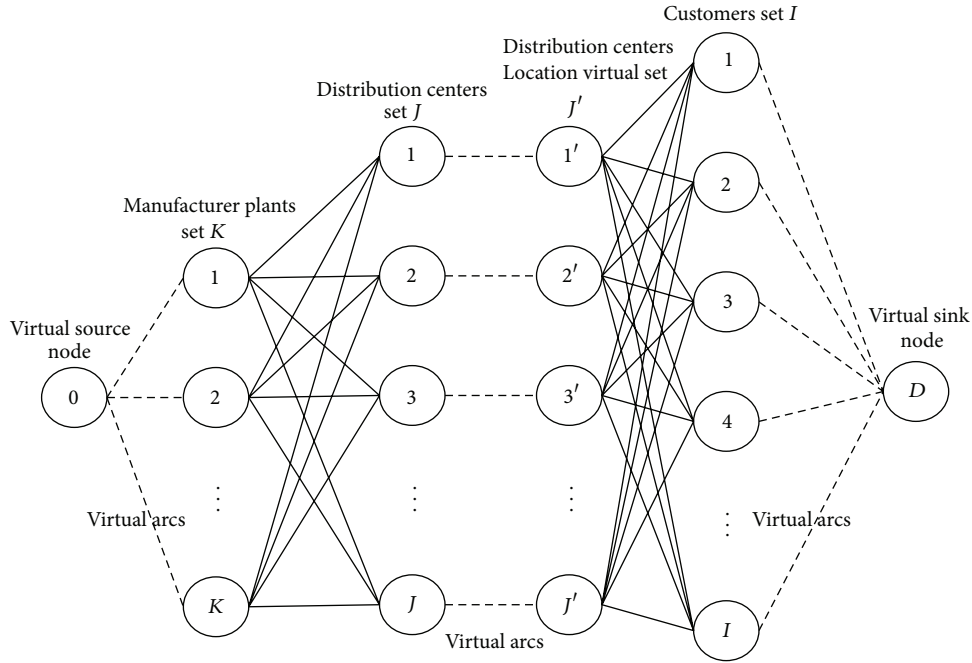 Customers set I
1
Distribution centers
Location virtual set
J′
Distribution centers
set J
1
1′
2
Manufacturer plants
set K
1
2
2′
3
Virtual source
node
0
2
3
3′
4
Virtual sink
node
D
⋮
⋮
⋮
⋮
Virtual arcs
Virtual arcs
K
J
J′
I
Virtual arcs